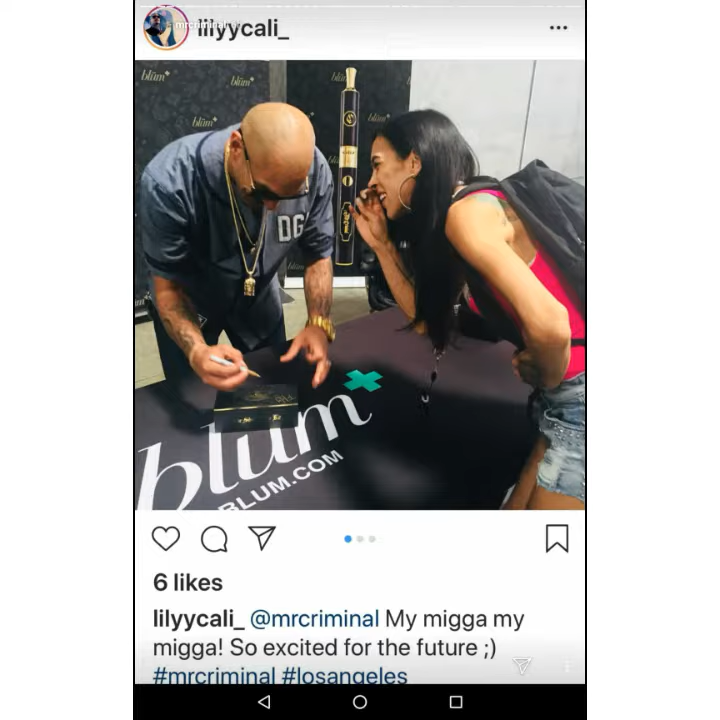 mrcriminal
lilyycali_
blüm
blüm
blüm
DG
blum
BLUM.COM
6 likes
lilyycali_ @mrcriminal My migga my
migga! So excited for the future ;)
#mrcriminal #losangeles